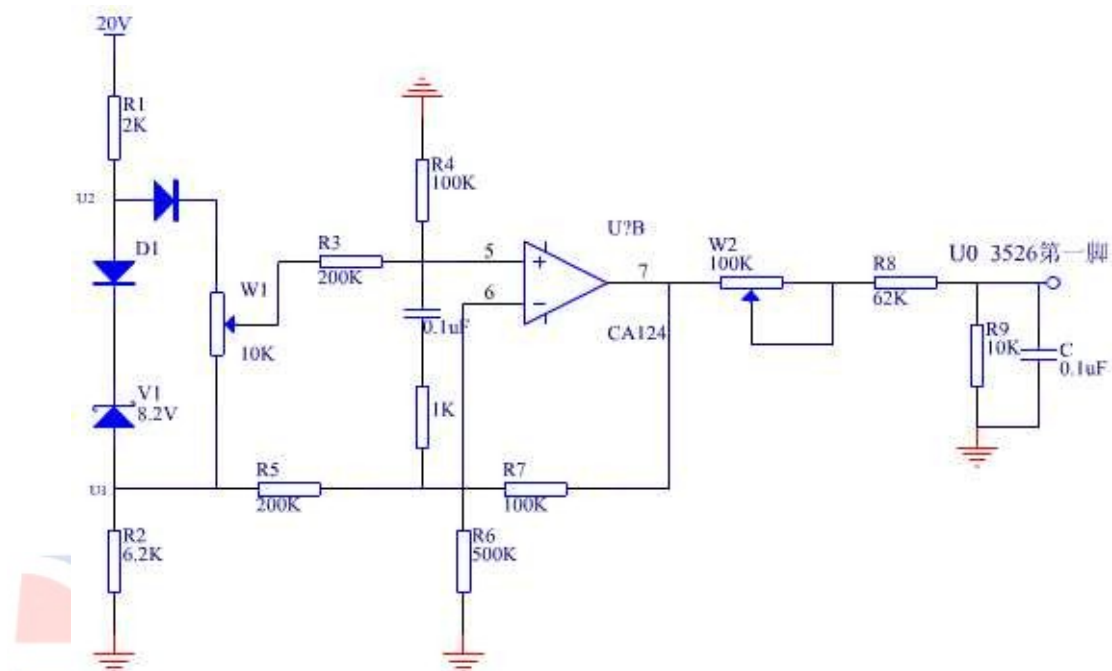 20V
R1
2K
U2
D1
W1
10K
V1
8.2V
R2
6.2K
R3
200K
R4
100K
0.1uF
1K
R5
200K
5
6
7
U?B
CA124
R7
100K
R6
500K
W2
100K
R8
62K
U0 3526第一脚
R9
10K
C
0.1uF